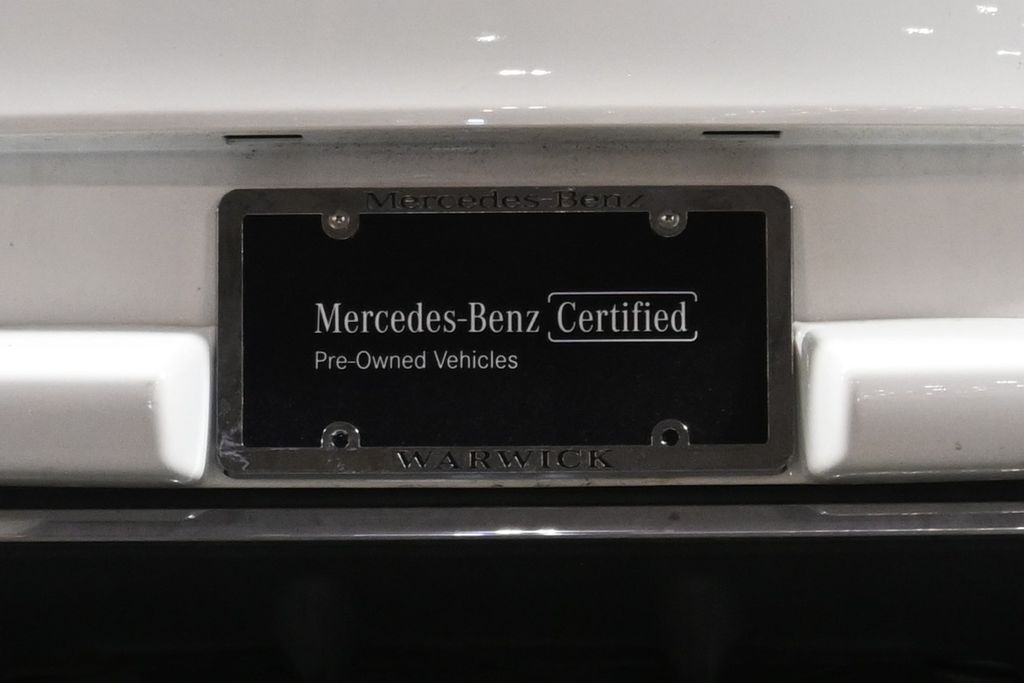 Mercedes-Benz
Mercedes-Benz Certified
Pre-Owned Vehicles
WARWICK